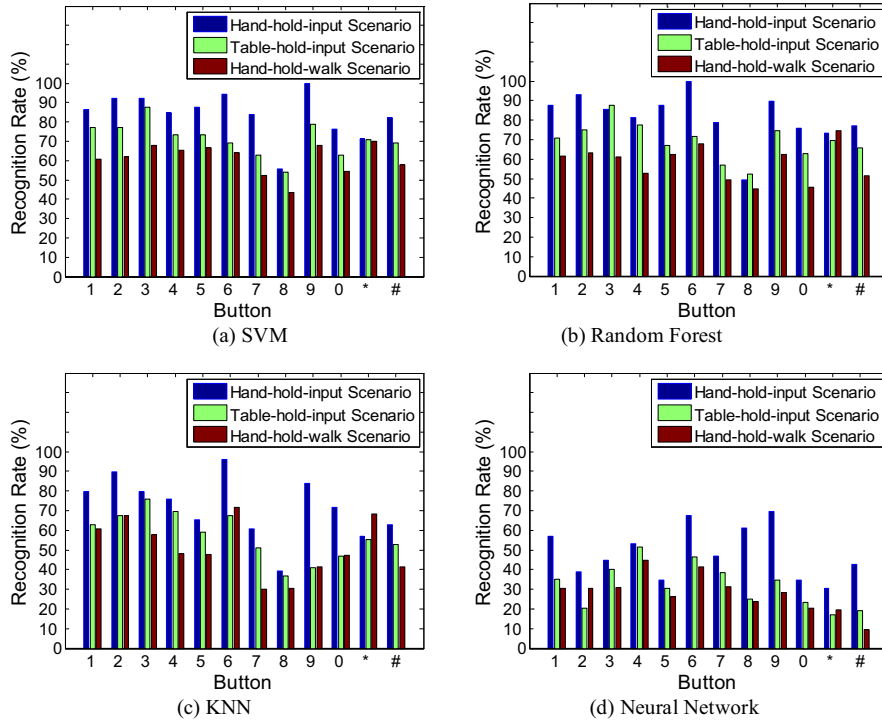 Recognition Rate (%)
100
90
80
70
60
50
40
30
20
10
0
Hand-hold-input Scenario
Table-hold-input Scenario
Hand-hold-walk Scenario
1 2 3 4 5 6 7 8 9 0 * #
Button
(a) SVM
Recognition Rate (%)
100
90
80
70
60
50
40
30
20
10
0
Hand-hold-input Scenario
Table-hold-input Scenario
Hand-hold-walk Scenario
1 2 3 4 5 6 7 8 9 0 * #
Button
(b) Random Forest
Recognition Rate (%)
100
90
80
70
60
50
40
30
20
10
0
Hand-hold-input Scenario
Table-hold-input Scenario
Hand-hold-walk Scenario
1 2 3 4 5 6 7 8 9 0 * #
Button
(c) KNN
Recognition Rate (%)
100
90
80
70
60
50
40
30
20
10
0
Hand-hold-input Scenario
Table-hold-input Scenario
Hand-hold-walk Scenario
1 2 3 4 5 6 7 8 9 0 * #
Button
(d) Neural Network